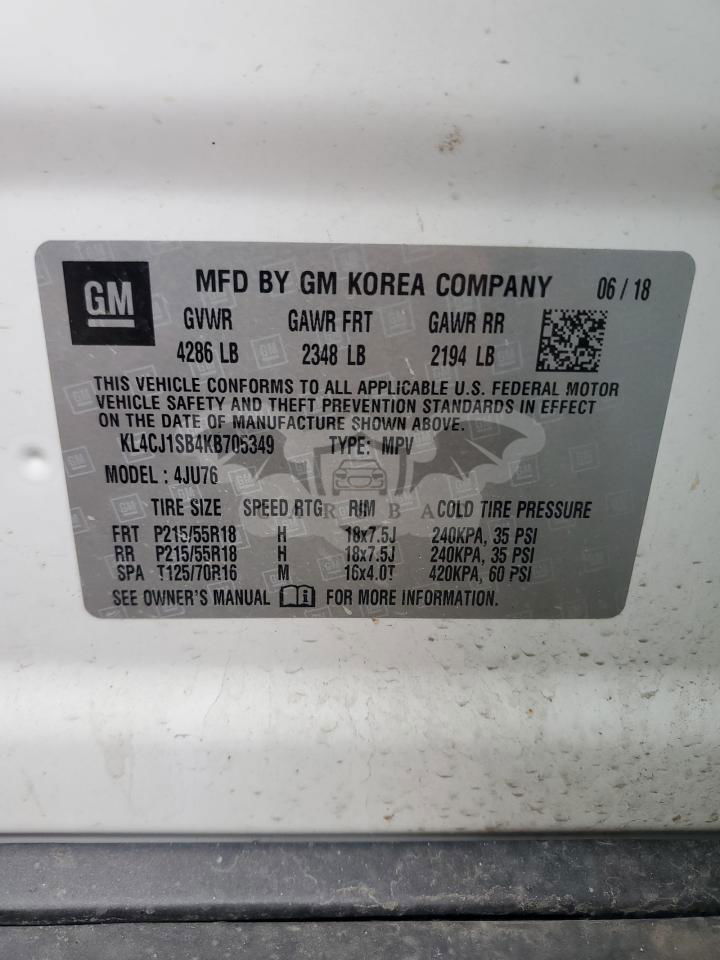 GM MFD BY GM KOREA COMPANY 06 / 18
GVWR GAWR FRT GAWR RR
4286 LB 2348 LB 2194 LB
THIS VEHICLE CONFORMS TO ALL APPLICABLE U.S. FEDERAL MOTOR
VEHICLE SAFETY AND THEFT PREVENTION STANDARDS IN EFFECT
ON THE DATE OF MANUFACTURE SHOWN ABOVE.
KL4CJ1SB4KB705349 TYPE: MPV
MODEL : 4JU76
TIRE SIZE SPEED RTG RIM COLD TIRE PRESSURE
FRT P215/55R18 H 18x7.5J 240KPA, 35 PSI
RR P215/55R18 H 18x7.5J 240KPA, 35 PSI
SPA T125/70R16 M 16x4.0T 420KPA, 60 PSI
SEE OWNER'S MANUAL FOR MORE INFORMATION.